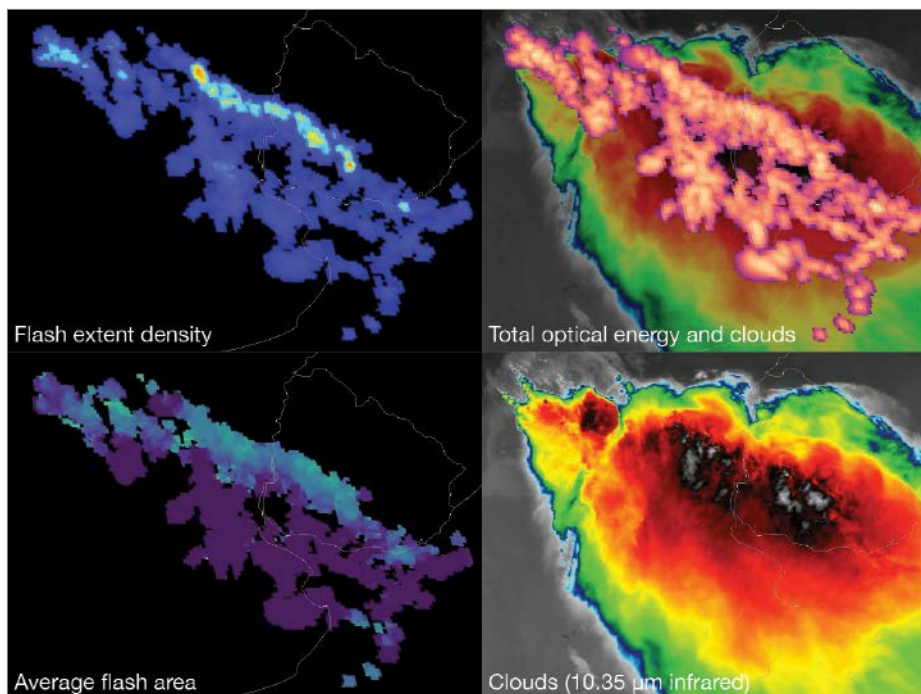 Flash extent density
Total optical energy and clouds
Average flash area
Clouds (10.35 µm infrared)